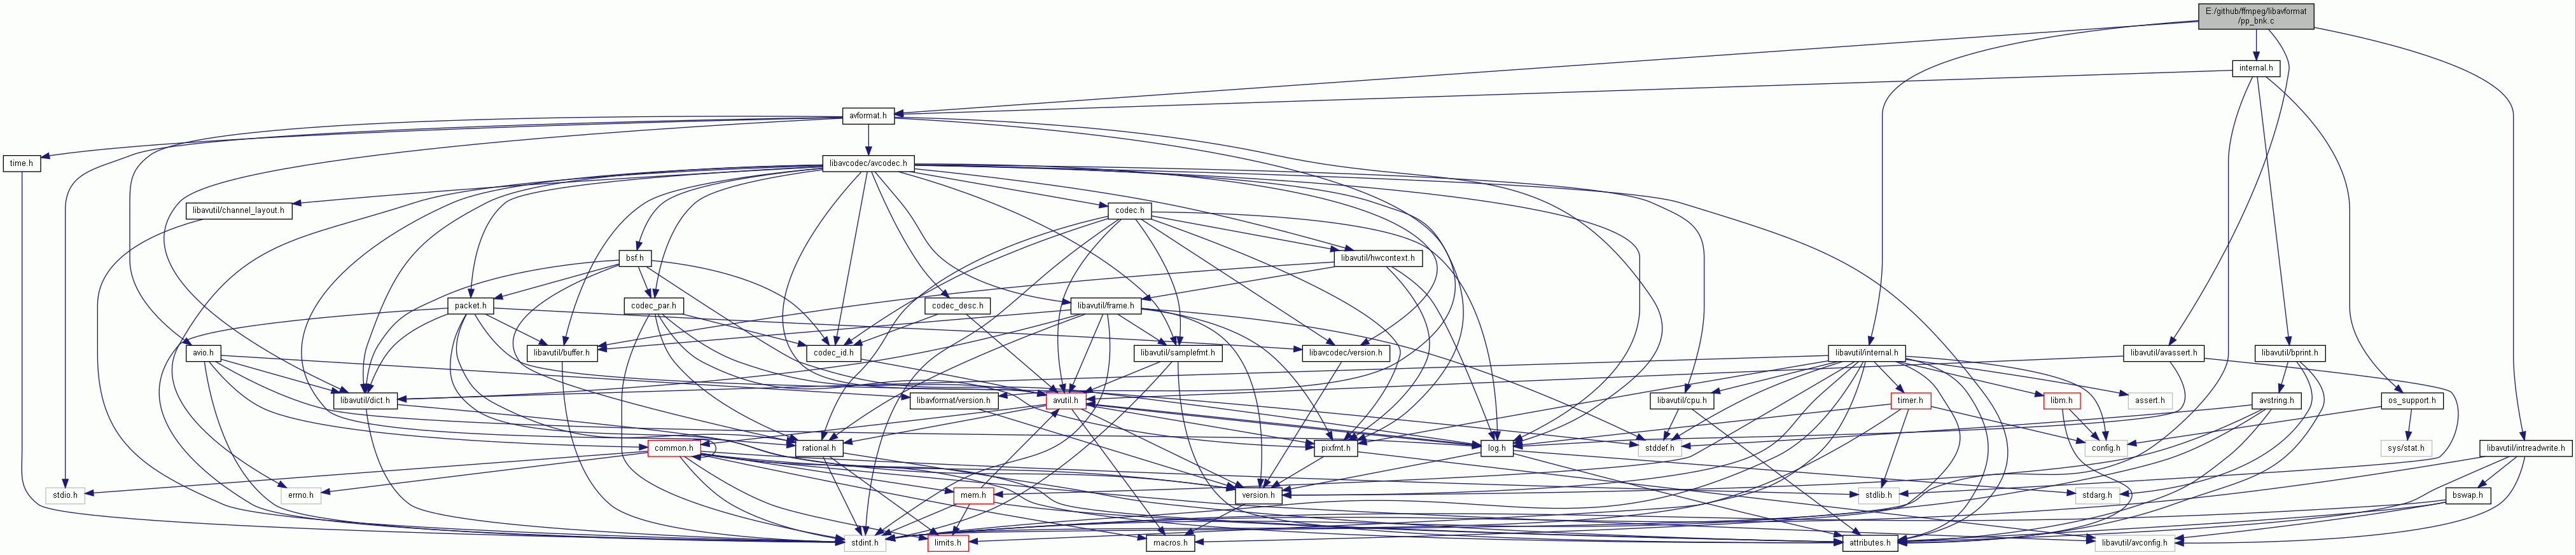 E:/github/ffmpeg/libavformat
/pp_bnk.c
internal.h
avformat.h
time.h
libavcodec/avcodec.h
libavutil/channel_layout.h
codec.h
bsf.h
libavutil/hwcontext.h
packet.h
codec_par.h
codec_desc.h
libavutil/frame.h
avio.h
libavutil/buffer.h
codec_id.h
libavutil/samplefmt.h
libavcodec/version.h
libavutil/internal.h
libavutil/avassert.h
libavutil/bprint.h
libavutil/dict.h
libavformat/version.h
avutil.h
libavutil/cpu.h
timer.h
libm.h
assert.h
avstring.h
os_support.h
common.h
rational.h
pixfmt.h
log.h
stddef.h
config.h
sys/stat.h
libavutil/intreadwrite.h
stdio.h
errno.h
mem.h
version.h
stdlib.h
stdarg.h
bswap.h
stdint.h
limits.h
macros.h
attributes.h
libavutil/avconfig.h